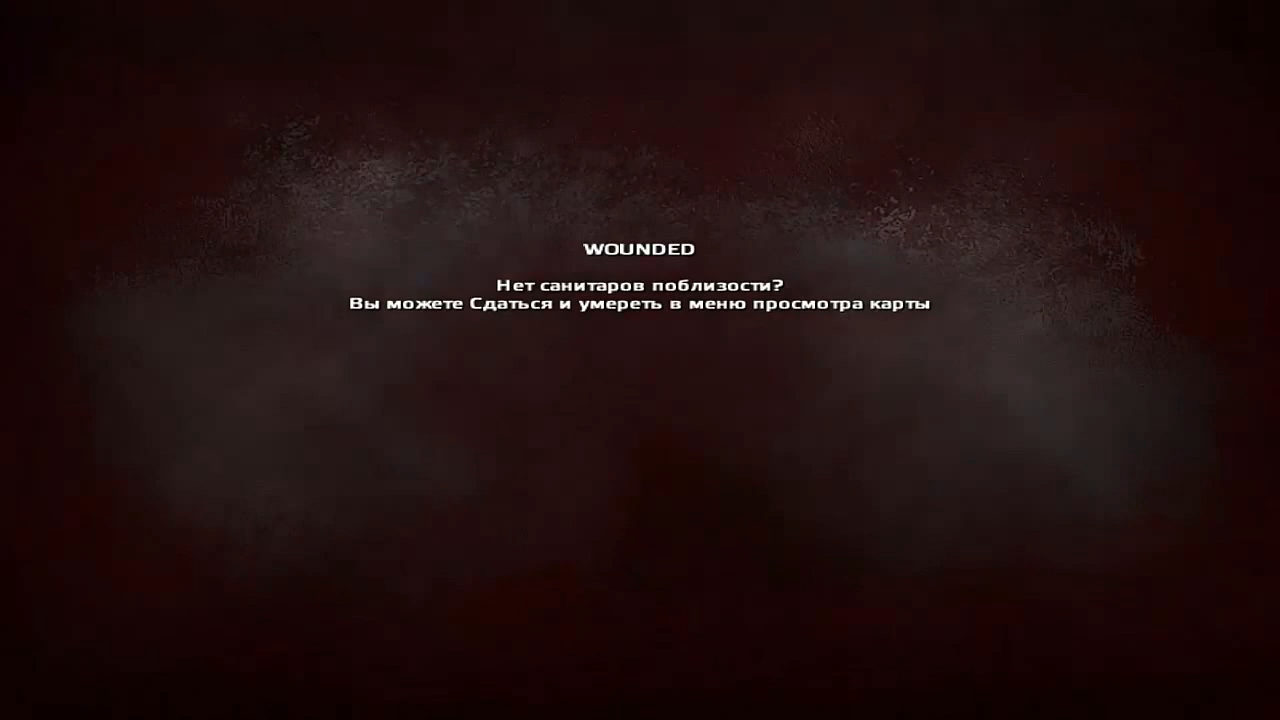 WOUNDED
Нет санитаров поблизости?
Вы можете Сдаться и умереть в меню просмотра карты